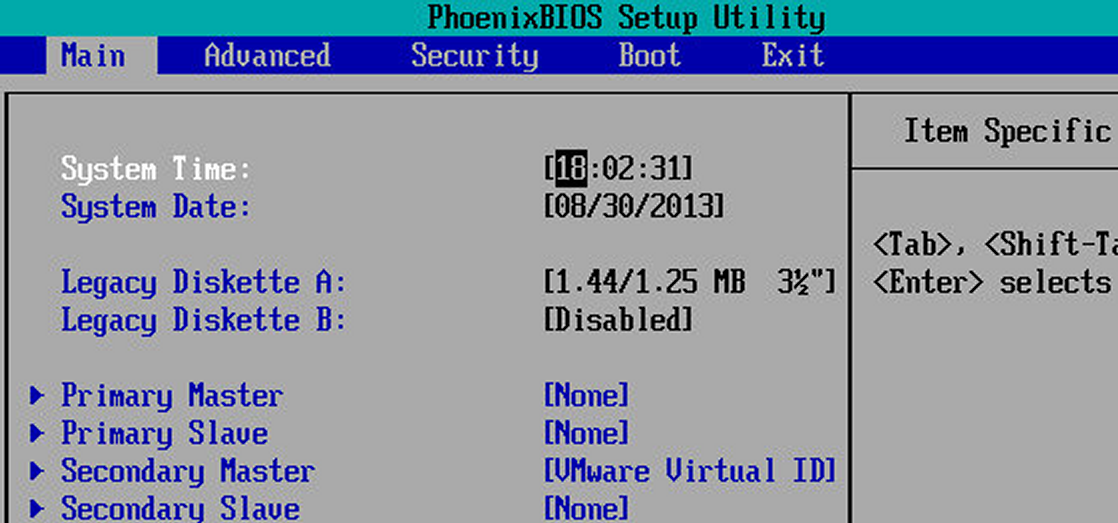 PhoenixBIOS Setup Utility
Main Advanced Security Boot Exit
Item Specific
System Time: [18:02:31]
System Date: [08/30/2013]
<Tab>, <Shift-Ta
Legacy Diskette A: [1.44/1.25 MB 3½"]
<Enter> selects
Legacy Diskette B: [Disabled]
Primary Master [None]
Primary Slave [None]
Secondary Master [VMware Virtual ID]
Secondary Slave [None]